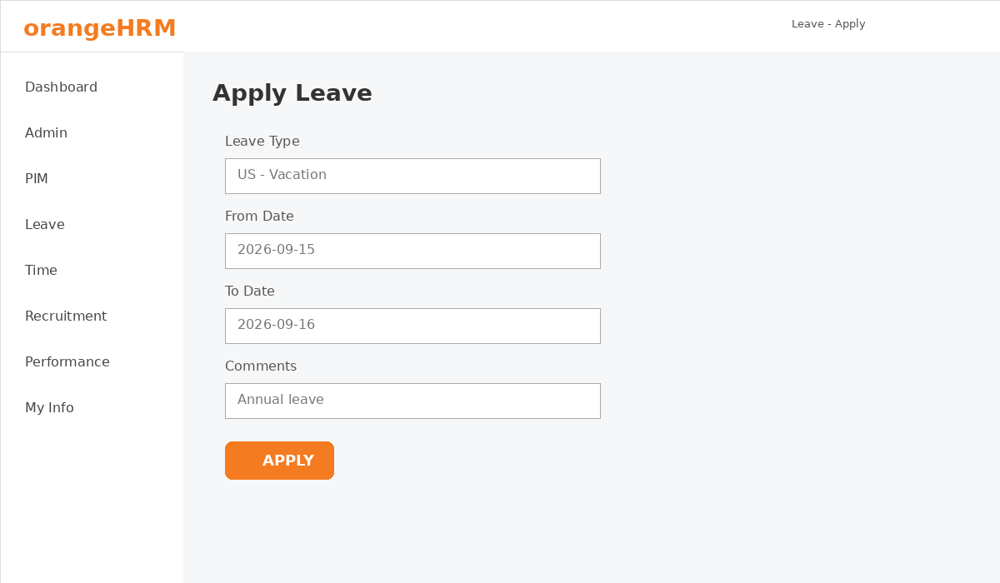 orangeHRM
Leave - Apply
Dashboard
Admin
PIM
Leave
Time
Recruitment
Performance
My Info
Apply Leave
Leave Type
US - Vacation
From Date
2026-09-15
To Date
2026-09-16
Comments
Annual leave
APPLY